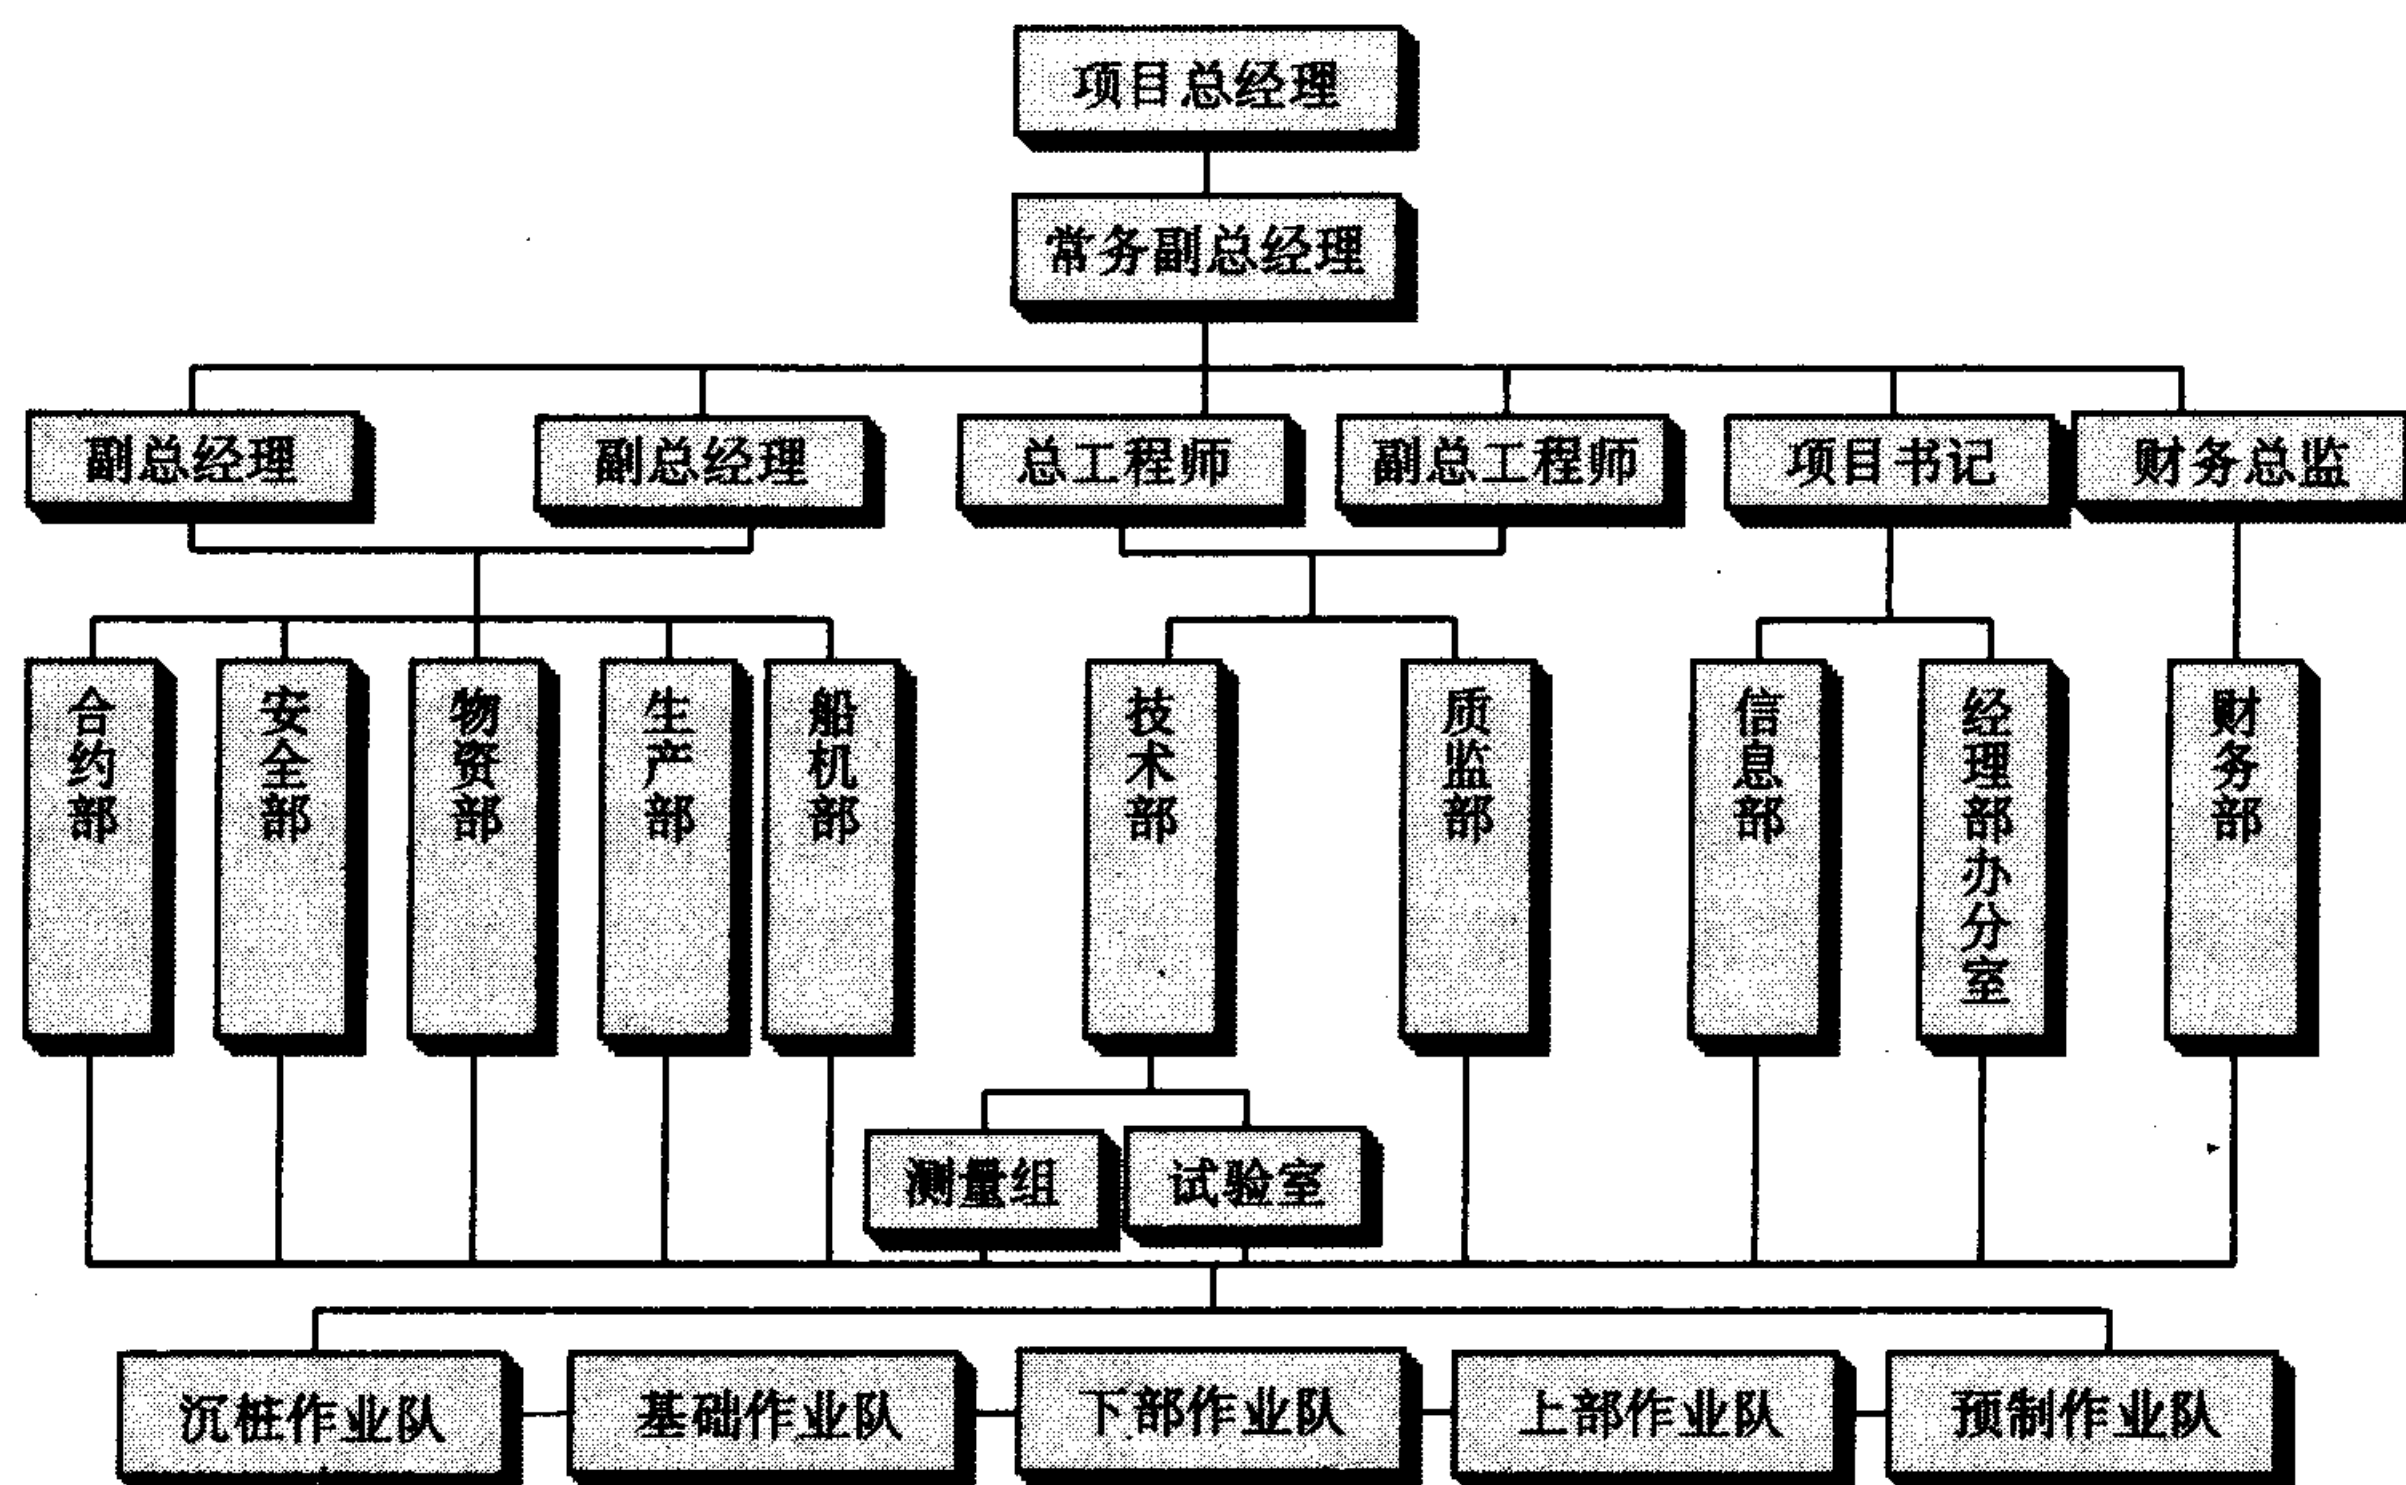 项目总经理
常务副总经理
副总经理
副总经理
总工程师
副总工程师
项目书记
财务总监
合约部
安全部
物资部
生产部
船机部
技术部
质监部
信息部
经理部办分室
财务部
测量组
试验室
沉桩作业队
基础作业队
下部作业队
上部作业队
预制作业队